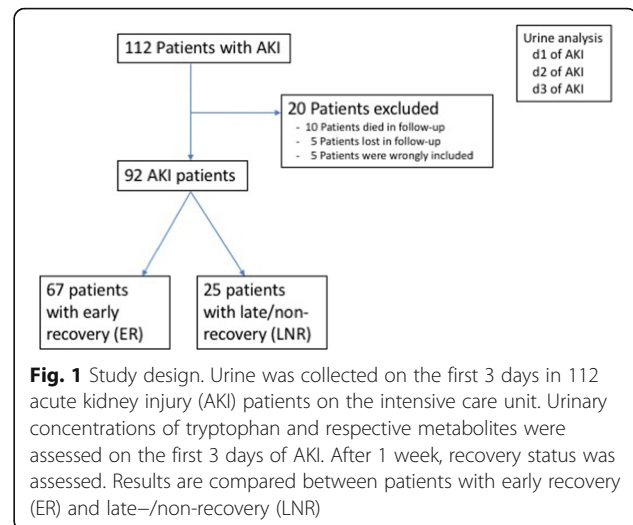 112 Patients with AKI
Urine analysis
d1 of AKI
d2 of AKI
d3 of AKI
20 Patients excluded
- 10 Patients died in follow-up
- 5 Patients lost in follow-up
- 5 Patients were wrongly included
92 AKI patients
67 patients
with early
recovery (ER)
25 patients
with late/non-
recovery (LNR)
Fig. 1 Study design. Urine was collected on the first 3 days in 112
acute kidney injury (AKI) patients on the intensive care unit. Urinary
concentrations of tryptophan and respective metabolites were
assessed on the first 3 days of AKI. After 1 week, recovery status was
assessed. Results are compared between patients with early recovery
(ER) and late–/non-recovery (LNR)